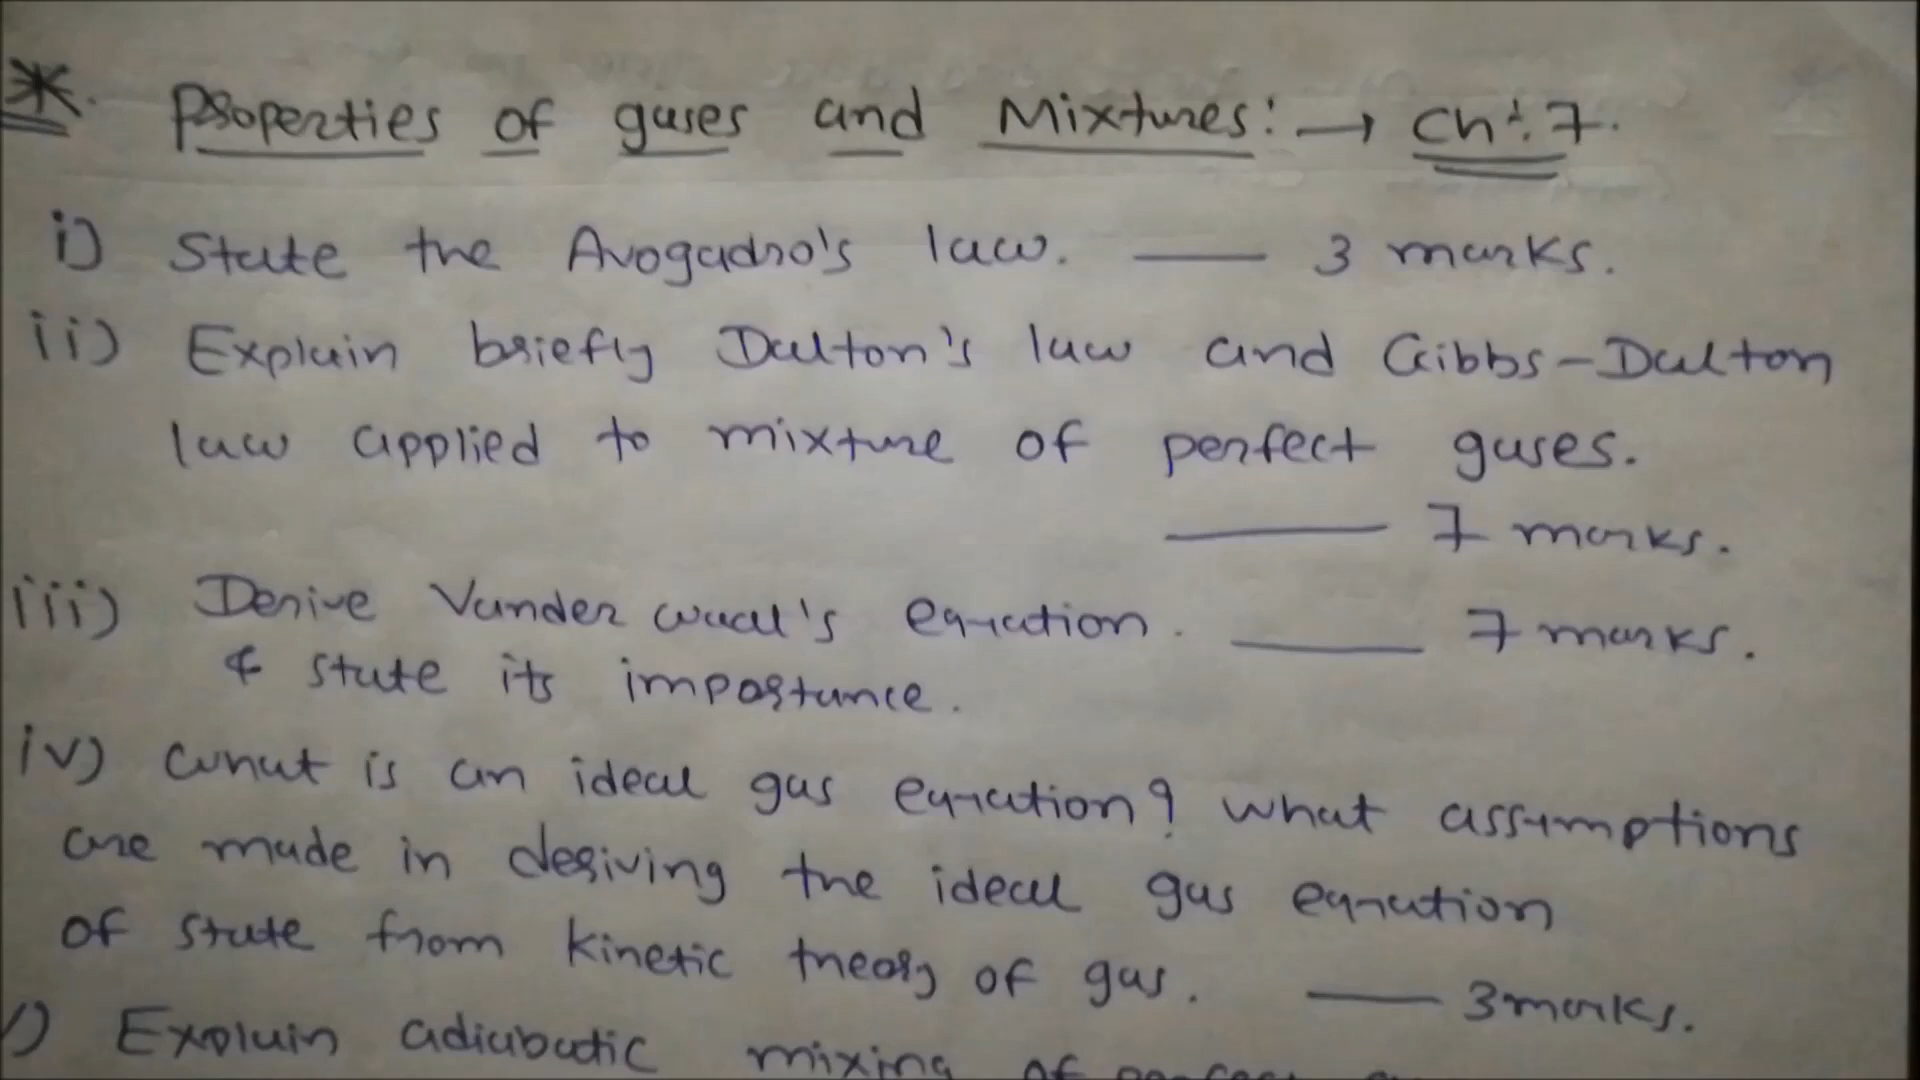 * Properties of gases and Mixtures :→ Ch:7.
i) State the Avogadro's law. — 3 marks.
ii) Explain briefly Dalton's law and Gibbs-Dalton
law applied to mixture of perfect gases.
— 7 marks.
iii) Derive Vander waal's equation. — 7 marks.
& state its importance.
iv) What is an ideal gas equation? What assumptions
are made in deriving the ideal gas equation
of state from kinetic theory of gas. — 3 marks.
v) Explain adiabatic mixing of perfect